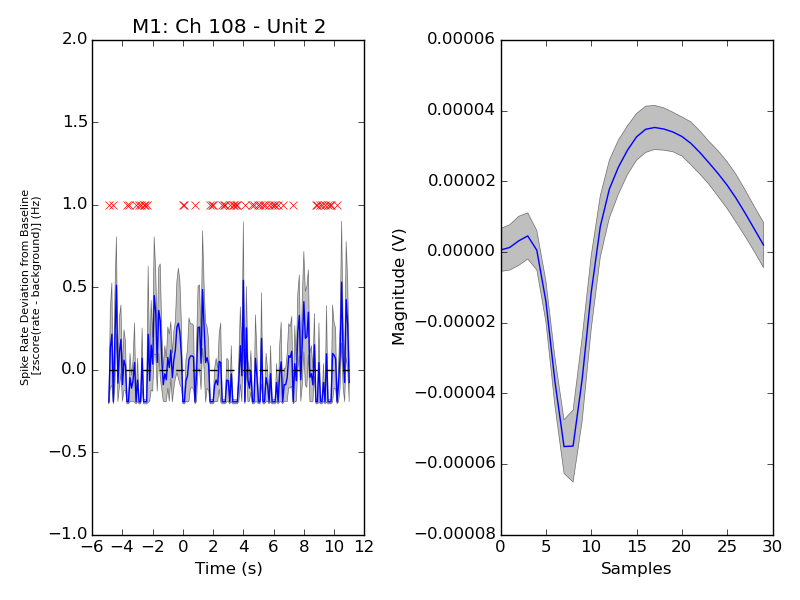 M1: Ch 108 - Unit 2
2.0
1.5
1.0
0.5
0.0
−0.5
−1.0
−6 −4 −2 0 2 4 6 8 10 12
Time (s)
Spike Rate Deviation from Baseline
[zscore(rate - background)] (Hz)
0.00006
0.00004
0.00002
0.00000
−0.00002
−0.00004
−0.00006
−0.00008
0 5 10 15 20 25 30
Samples
Magnitude (V)